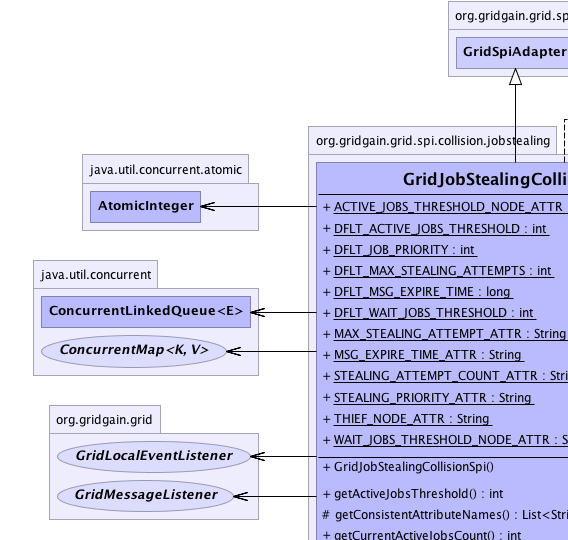 org.gridgain.grid.sp
GridSpiAdapter
org.gridgain.grid.spi.collision.jobstealing
java.util.concurrent.atomic
AtomicInteger
GridJobStealingColli
+ ACTIVE_JOBS_THRESHOLD_NODE_ATTR
+ DFLT_ACTIVE_JOBS_THRESHOLD : int
+ DFLT_JOB_PRIORITY : int
+ DFLT_MAX_STEALING_ATTEMPTS : int
+ DFLT_MSG_EXPIRE_TIME : long
+ DFLT_WAIT_JOBS_THRESHOLD : int
+ MAX_STEALING_ATTEMPT_ATTR : String
+ MSG_EXPIRE_TIME_ATTR : String
+ STEALING_ATTEMPT_COUNT_ATTR : Stri
+ STEALING_PRIORITY_ATTR : String
+ THIEF_NODE_ATTR : String
+ WAIT_JOBS_THRESHOLD_NODE_ATTR : S
java.util.concurrent
ConcurrentLinkedQueue<E>
ConcurrentMap<K, V>
org.gridgain.grid
GridLocalEventListener
GridMessageListener
+ GridJobStealingCollisionSpi()
+ getActiveJobsThreshold() : int
# getConsistentAttributeNames() : List<Stri
+ getCurrentActiveJobsCount() : int